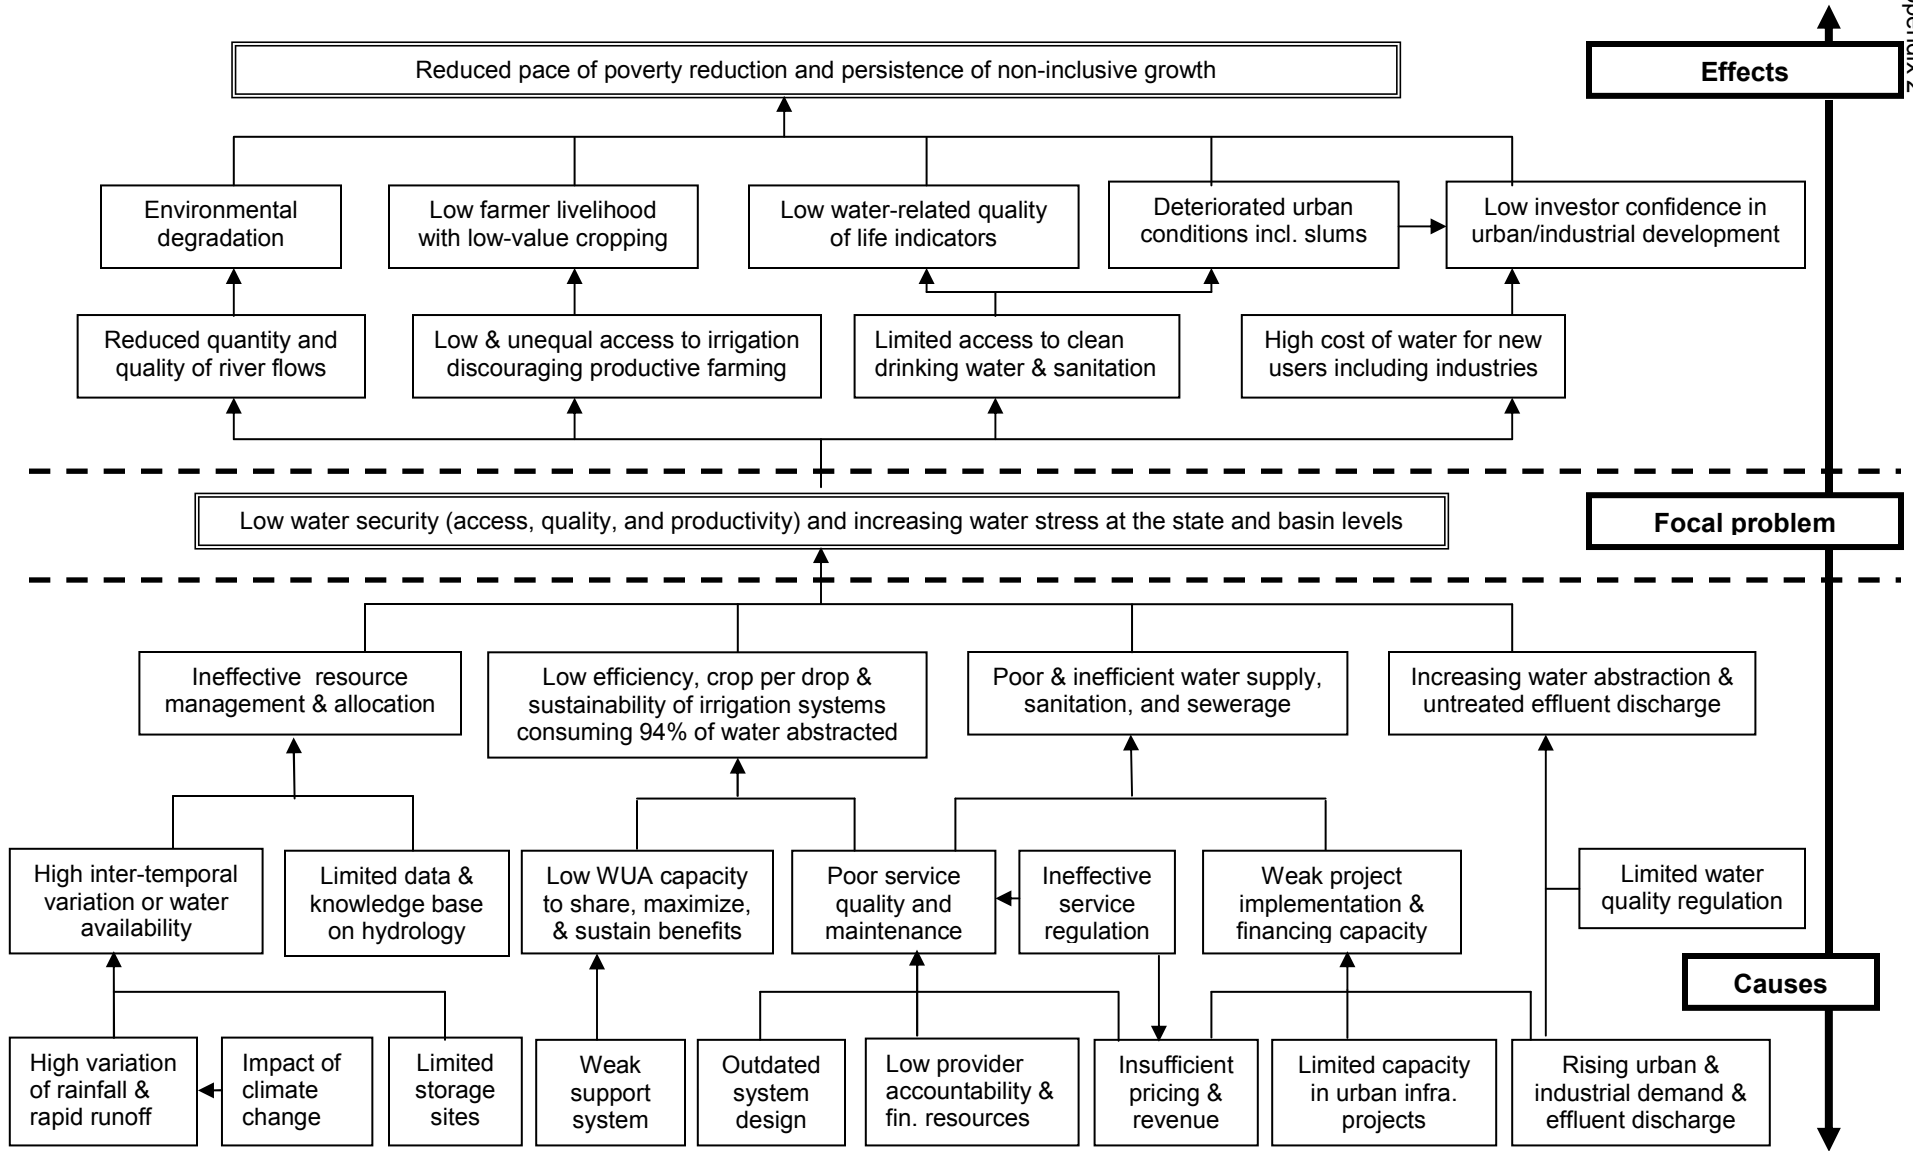 pendix 2
Reduced pace of poverty reduction and persistence of non-inclusive growth
Effects
Environmental
degradation
Low farmer livelihood
with low-value cropping
Low water-related quality
of life indicators
Deteriorated urban
conditions incl. slums
Low investor confidence in
urban/industrial development
Reduced quantity and
quality of river flows
Low & unequal access to irrigation
discouraging productive farming
Limited access to clean
drinking water & sanitation
High cost of water for new
users including industries
Low water security (access, quality, and productivity) and increasing water stress at the state and basin levels
Focal problem
Ineffective resource
management & allocation
Low efficiency, crop per drop &
sustainability of irrigation systems
consuming 94% of water abstracted
Poor & inefficient water supply,
sanitation, and sewerage
Increasing water abstraction &
untreated effluent discharge
High inter-temporal
variation or water
availability
Limited data &
knowledge base
on hydrology
Low WUA capacity
to share, maximize,
& sustain benefits
Poor service
quality and
maintenance
Ineffective
service
regulation
Weak project
implementation &
financing capacity
Limited water
quality regulation
Causes
High variation
of rainfall &
rapid runoff
Impact of
climate
change
Limited
storage
sites
Weak
support
system
Outdated
system
design
Low provider
accountability &
fin. resources
Insufficient
pricing &
revenue
Limited capacity
in urban infra.
projects
Rising urban &
industrial demand &
effluent discharge